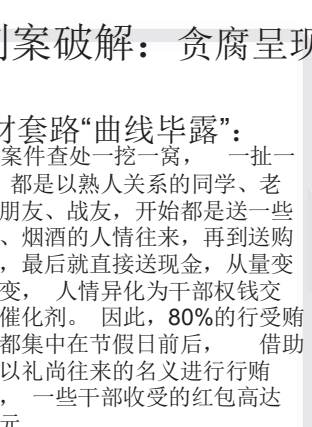 案破解：贪腐呈现
材套路“曲线毕露”：
案件查处一挖一窝， 一扯一
都是以熟人关系的同学、老
朋友、战友，开始都是送一些
、烟酒的人情往来，再到送购
，最后就直接送现金，从量变
变， 人情异化为干部权钱交
催化剂。 因此，80%的行受贿
都集中在节假日前后， 借助
以礼尚往来的名义进行行贿
， 一些干部收受的红包高达